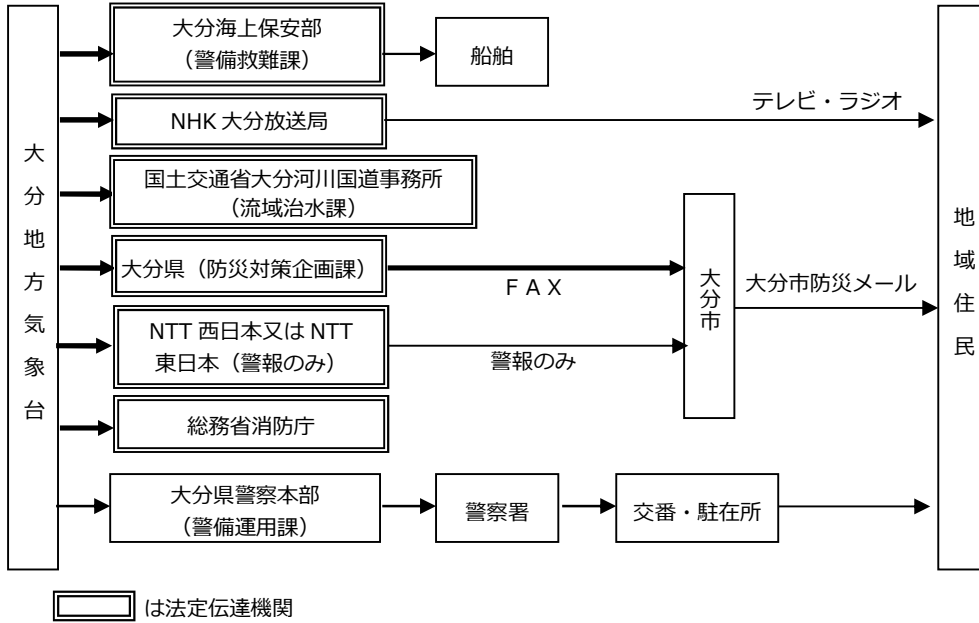 大分地方気象台
大分海上保安部
（警備救難課）
船舶
NHK 大分放送局
テレビ・ラジオ
国土交通省大分河川国道事務所
（流域治水課）
大分県（防災対策企画課）
ＦＡＸ
NTT 西日本又は NTT
東日本（警報のみ）
警報のみ
大分市
大分市防災メール
総務省消防庁
大分県警察本部
（警備運用課）
警察署
交番・駐在所
地域住民
は法定伝達機関